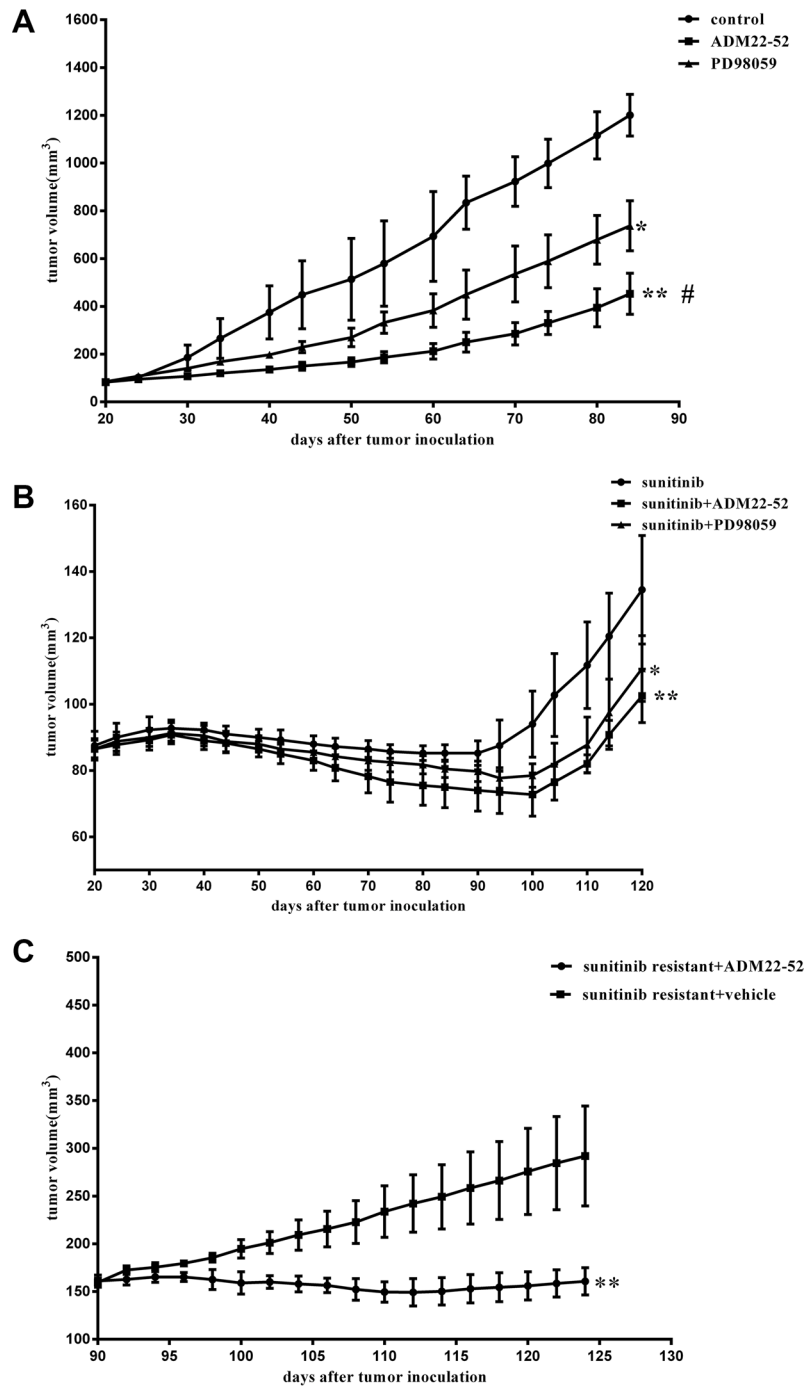 A
control
ADM22-52
PD98059
1600
1400
1200
1000
800
600
400
200
0
tumor volume(mm3)
*
** #
20 30 40 50 60 70 80 90
days after tumor inoculation
B
sunitinib
sunitinib+ADM22-52
sunitinib+PD98059
160
140
120
100
80
60
tumor volume(mm3)
*
**
20 30 40 50 60 70 80 90 100 110 120
days after tumor inoculation
C
sunitinib resistant+ADM22-52
sunitinib resistant+vehicle
500
450
400
350
300
250
200
150
100
tumor volume(mm3)
**
90 95 100 105 110 115 120 125 130
days after tumor inoculation